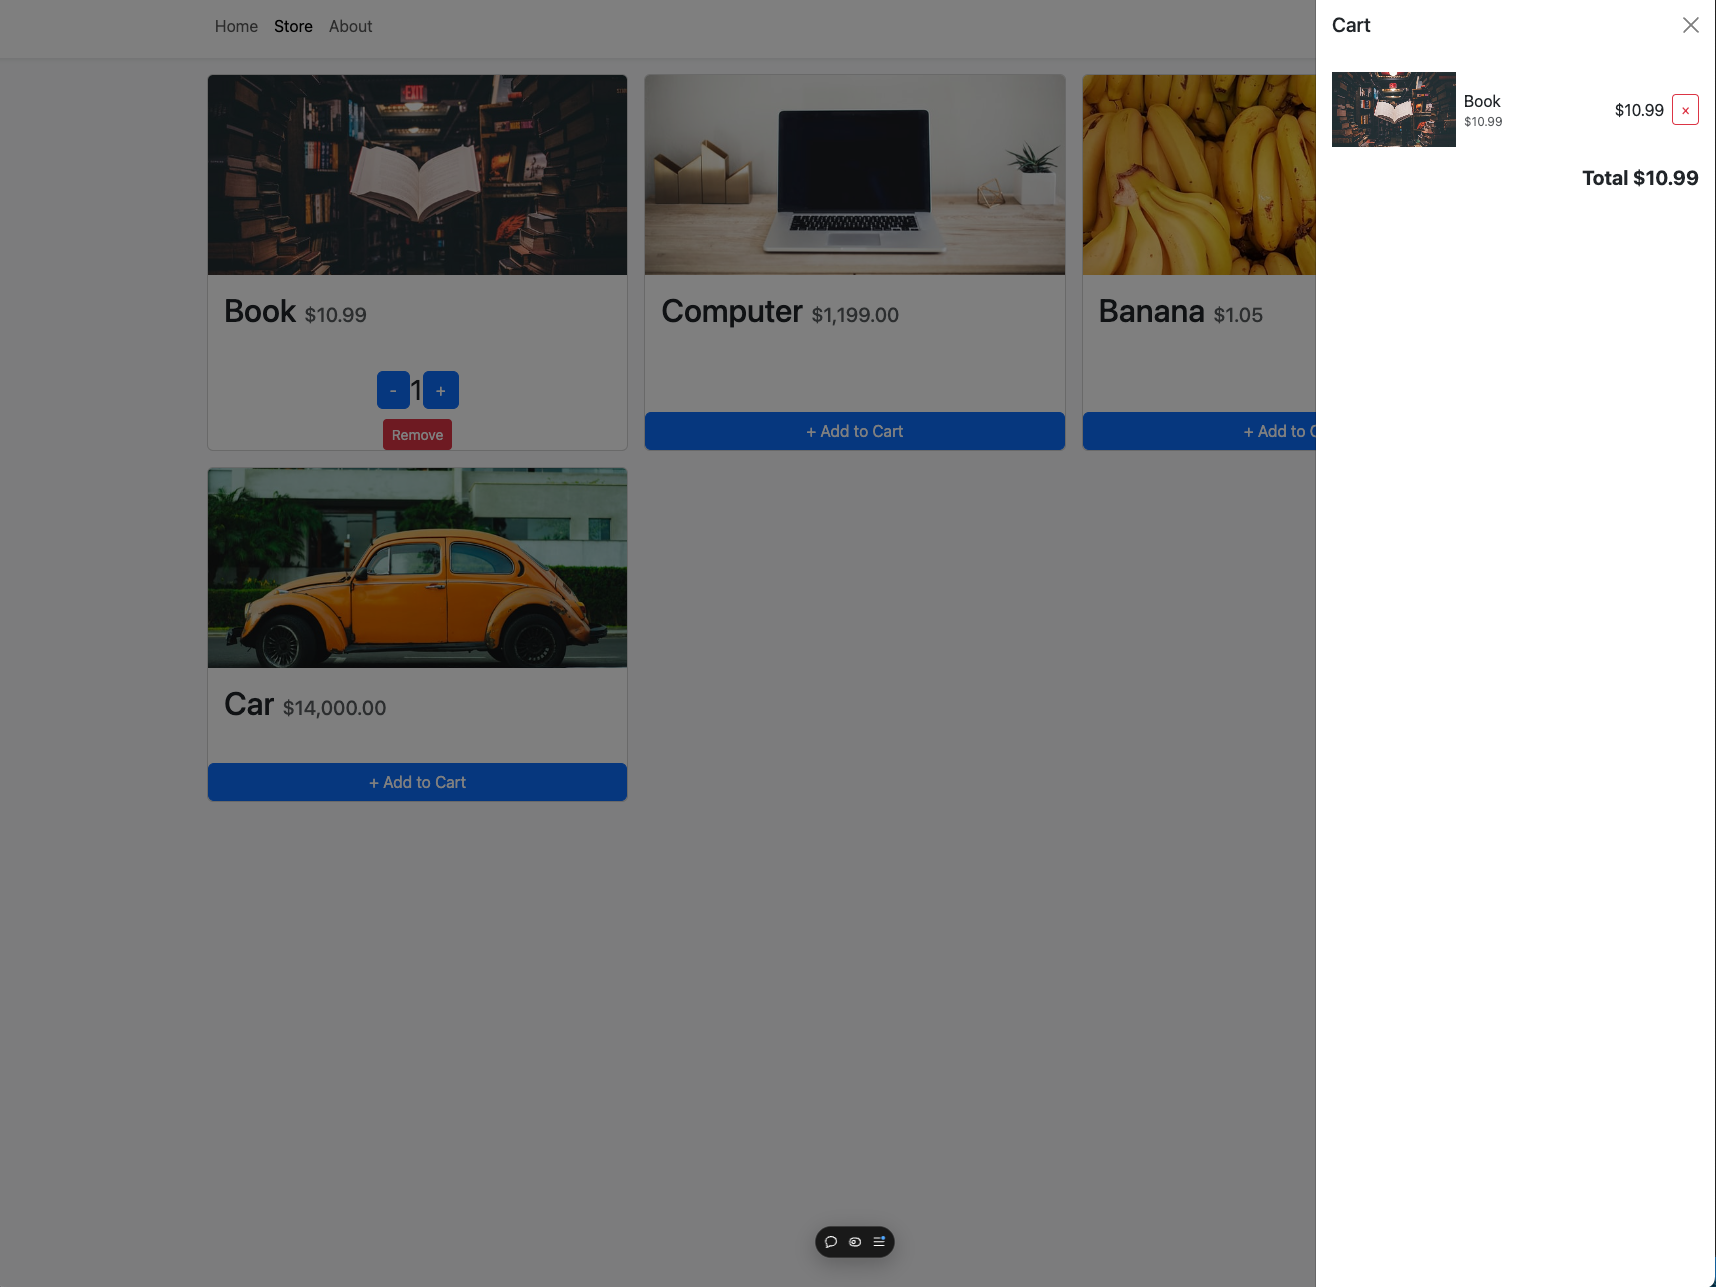 Home Store About
Cart
EXIT
Book
$10.99
$10.99
×
Total $10.99
Book $10.99
Computer $1,199.00
Banana $1.05
- 1 +
Remove
+ Add to Cart
+ Add to
Car $14,000.00
+ Add to Cart